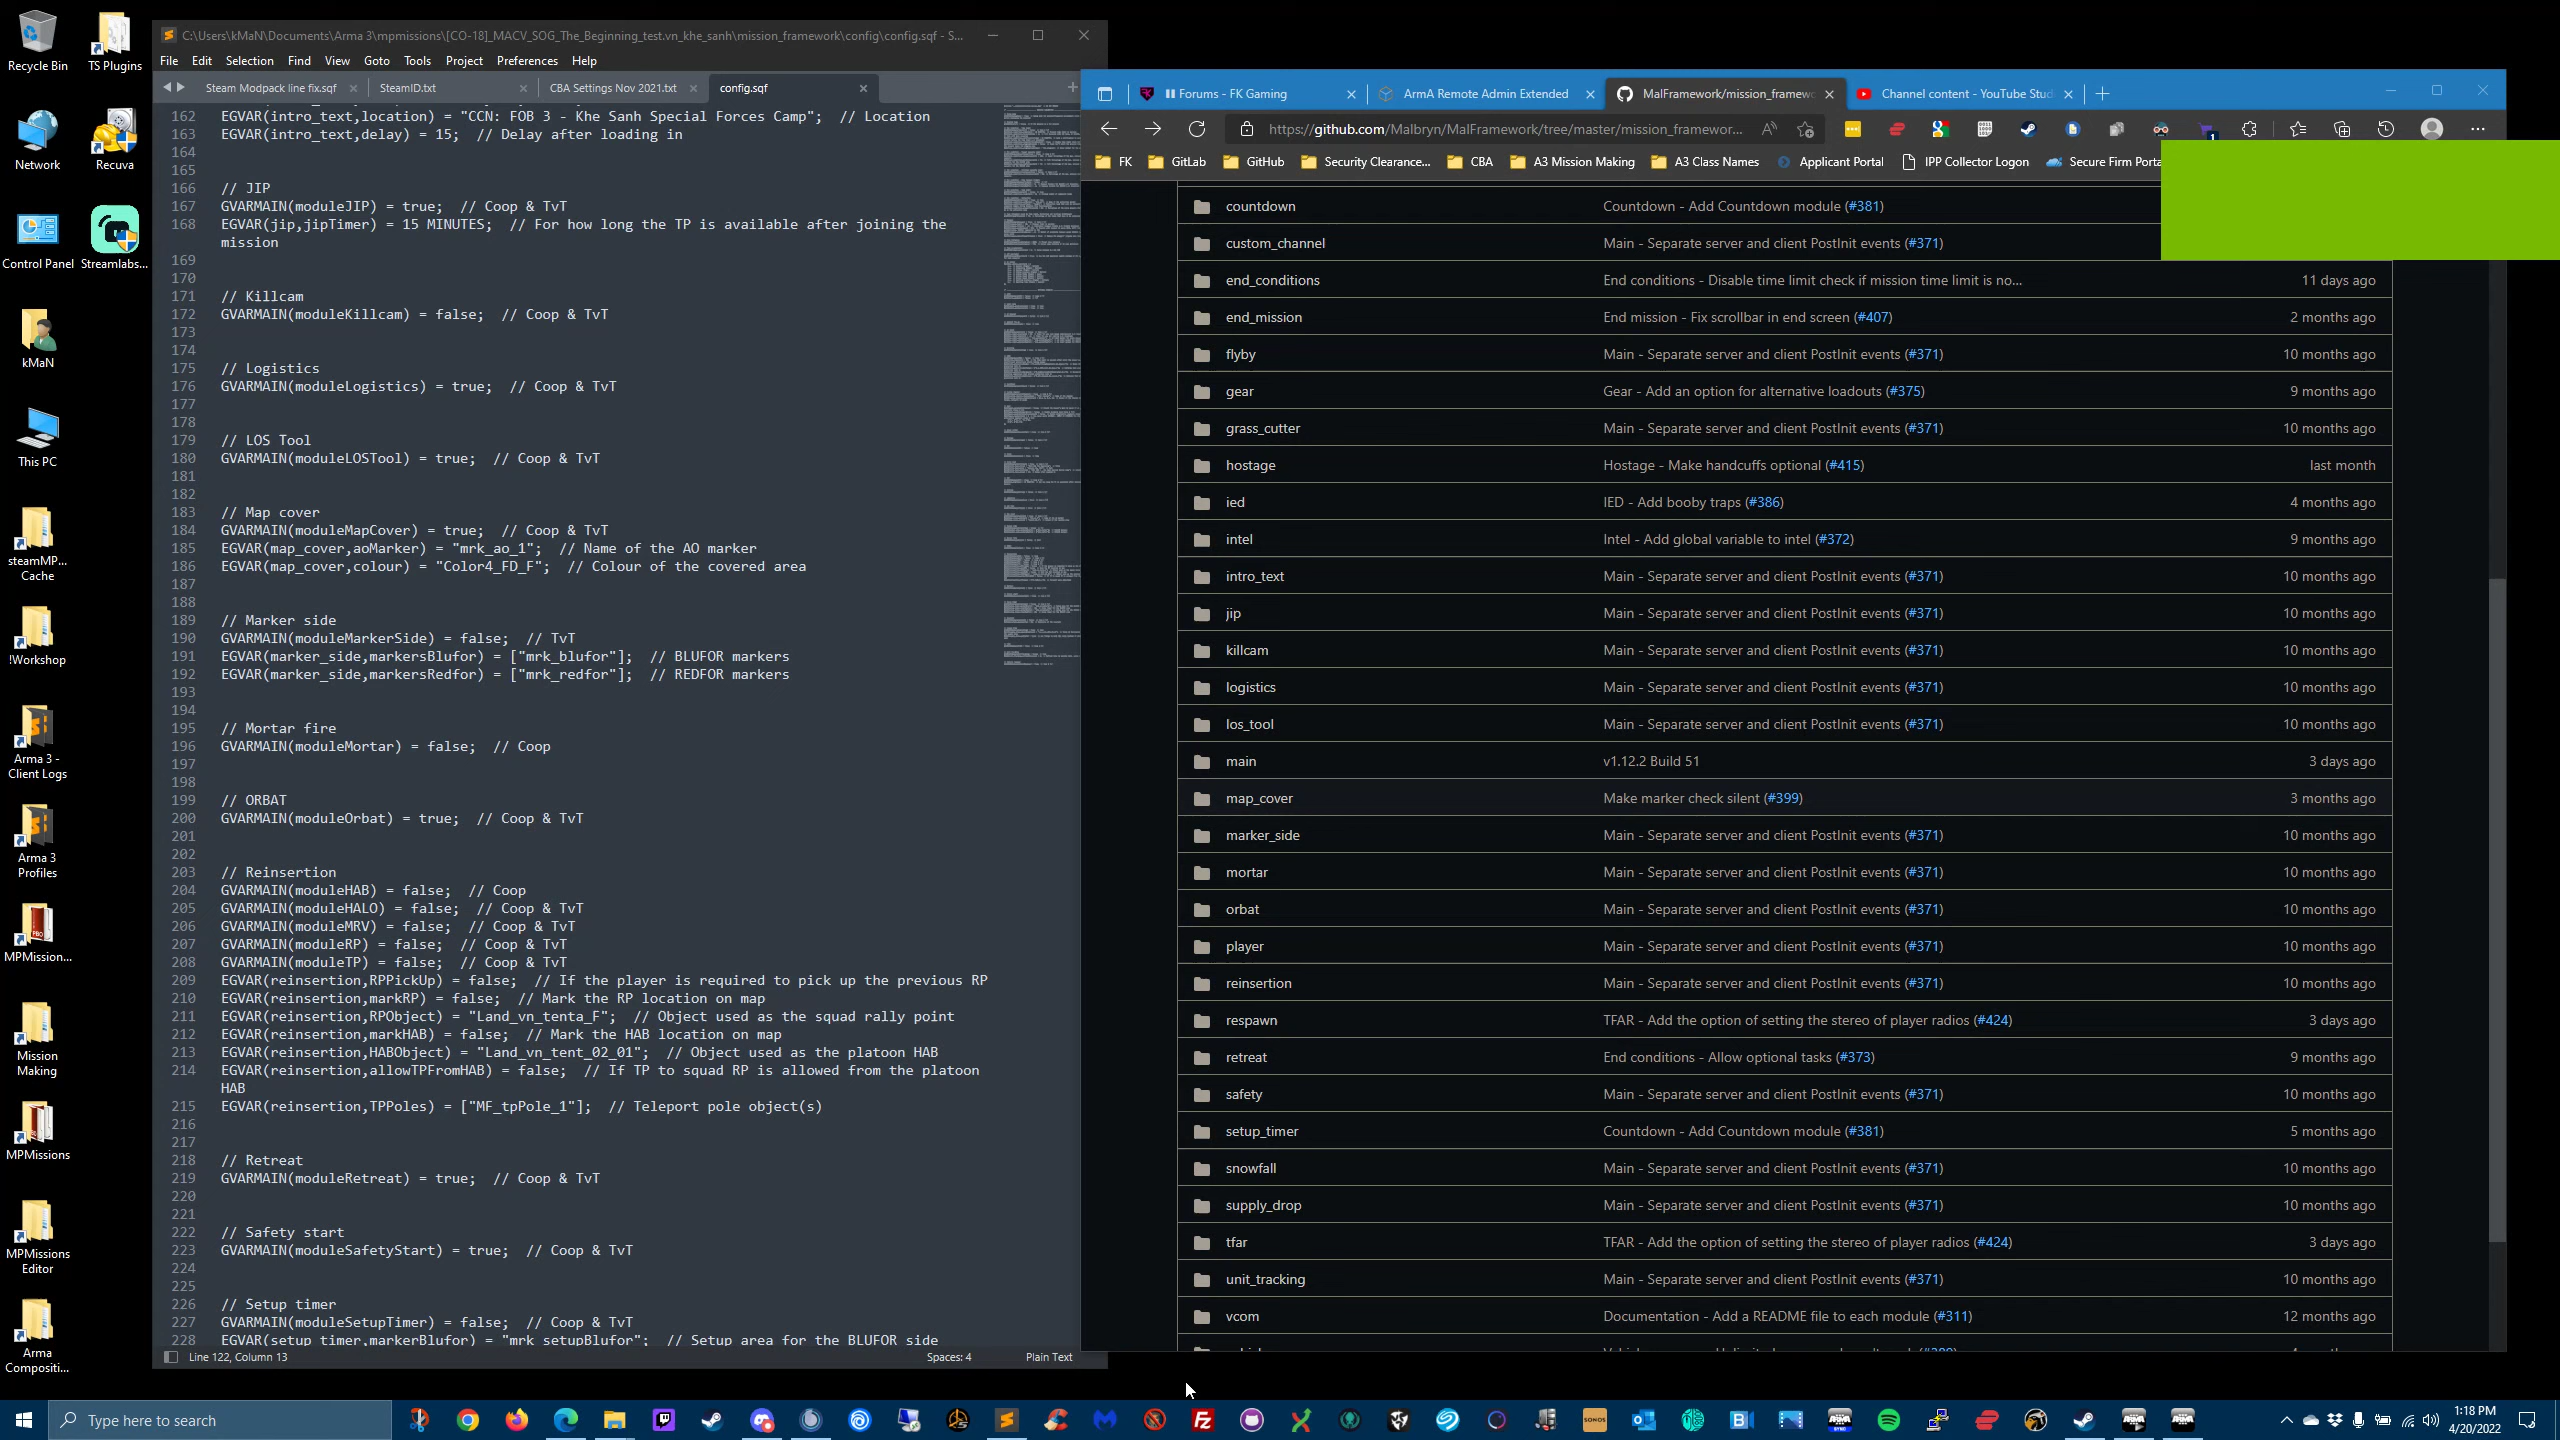 Recycle Bin
TS Plugins
Network
Recuva
Control Panel
Streamlabs...
kMaN
This PC
steamMP...
Cache
!Workshop
Arma 3 -
Client Logs
Arma 3
Profiles
MPMission...
Mission
Making
MPMissions
MPMissions
Editor
Arma
Compositi...
C:\Users\kMaN\Documents\Arma 3\mpmissions\[CO-18]_MACV_SOG_The_Beginning_test.vn_khe_sanh\mission_framework\config\config.sqf - S...
File Edit Selection Find View Goto Tools Project Preferences Help
Steam Modpack line fix.sqf SteamID.txt CBA Settings Nov 2021.txt config.sqf
162 EGVAR(intro_text,location) = "CCN: FOB 3 - Khe Sanh Special Forces Camp"; // Location
163 EGVAR(intro_text,delay) = 15; // Delay after loading in
164
165
166 // JIP
167 GVARMAIN(moduleJIP) = true; // Coop & TvT
168 EGVAR(jip,jipTimer) = 15 MINUTES; // For how long the TP is available after joining the
mission
169
170
171 // Killcam
172 GVARMAIN(moduleKillcam) = false; // Coop & TvT
173
174
175 // Logistics
176 GVARMAIN(moduleLogistics) = true; // Coop & TvT
177
178
179 // LOS Tool
180 GVARMAIN(moduleLOSTool) = true; // Coop & TvT
181
182
183 // Map cover
184 GVARMAIN(moduleMapCover) = true; // Coop & TvT
185 EGVAR(map_cover,aoMarker) = "mrk_ao_1"; // Name of the AO marker
186 EGVAR(map_cover,colour) = "Color4_FD_F"; // Colour of the covered area
187
188
189 // Marker side
190 GVARMAIN(moduleMarkerSide) = false; // TvT
191 EGVAR(marker_side,markersBlufor) = ["mrk_blufor"]; // BLUFOR markers
192 EGVAR(marker_side,markersRedfor) = ["mrk_redfor"]; // REDFOR markers
193
194
195 // Mortar fire
196 GVARMAIN(moduleMortar) = false; // Coop
197
198
199 // ORBAT
200 GVARMAIN(moduleOrbat) = true; // Coop & TvT
201
202
203 // Reinsertion
204 GVARMAIN(moduleHAB) = false; // Coop
205 GVARMAIN(moduleHALO) = false; // Coop & TvT
206 GVARMAIN(moduleMRV) = false; // Coop & TvT
207 GVARMAIN(moduleRP) = false; // Coop & TvT
208 GVARMAIN(moduleTP) = false; // Coop & TvT
209 EGVAR(reinsertion,RPPickUp) = false; // If the player is required to pick up the previous RP
210 EGVAR(reinsertion,markRP) = false; // Mark the RP location on map
211 EGVAR(reinsertion,RPObject) = "Land_vn_tenta_F"; // Object used as the squad rally point
212 EGVAR(reinsertion,markHAB) = false; // Mark the HAB location on map
213 EGVAR(reinsertion,HABObject) = "Land_vn_tent_02_01"; // Object used as the platoon HAB
214 EGVAR(reinsertion,allowTPFromHAB) = false; // If TP to squad RP is allowed from the platoon
HAB
215 EGVAR(reinsertion,TPPoles) = ["MF_tpPole_1"]; // Teleport pole object(s)
216
217
218 // Retreat
219 GVARMAIN(moduleRetreat) = true; // Coop & TvT
220
221
222 // Safety start
223 GVARMAIN(moduleSafetyStart) = true; // Coop & TvT
224
225
226 // Setup timer
227 GVARMAIN(moduleSetupTimer) = false; // Coop & TvT
228 EGVAR(setup_timer,markerBlufor) = "mrk_setupBlufor"; // Setup area for the BLUFOR side
Line 122, Column 13 Spaces: 4 Plain Text
Forums - FK Gaming ArmA Remote Admin Extended MalFramework/mission_framew Channel content - YouTube Stud
https://github.com/Malbryn/MalFramework/tree/master/mission_framewor...
FK GitLab GitHub Security Clearance... CBA A3 Mission Making A3 Class Names Applicant Portal IPP Collector Logon Secure Firm Porta
countdown Countdown - Add Countdown module (#381)
custom_channel Main - Separate server and client PostInit events (#371)
end_conditions End conditions - Disable time limit check if mission time limit is no... 11 days ago
end_mission End mission - Fix scrollbar in end screen (#407) 2 months ago
flyby Main - Separate server and client PostInit events (#371) 10 months ago
gear Gear - Add an option for alternative loadouts (#375) 9 months ago
grass_cutter Main - Separate server and client PostInit events (#371) 10 months ago
hostage Hostage - Make handcuffs optional (#415) last month
ied IED - Add booby traps (#386) 4 months ago
intel Intel - Add global variable to intel (#372) 9 months ago
intro_text Main - Separate server and client PostInit events (#371) 10 months ago
jip Main - Separate server and client PostInit events (#371) 10 months ago
killcam Main - Separate server and client PostInit events (#371) 10 months ago
logistics Main - Separate server and client PostInit events (#371) 10 months ago
los_tool Main - Separate server and client PostInit events (#371) 10 months ago
main v1.12.2 Build 51 3 days ago
map_cover Make marker check silent (#399) 3 months ago
marker_side Main - Separate server and client PostInit events (#371) 10 months ago
mortar Main - Separate server and client PostInit events (#371) 10 months ago
orbat Main - Separate server and client PostInit events (#371) 10 months ago
player Main - Separate server and client PostInit events (#371) 10 months ago
reinsertion Main - Separate server and client PostInit events (#371) 10 months ago
respawn TFAR - Add the option of setting the stereo of player radios (#424) 3 days ago
retreat End conditions - Allow optional tasks (#373) 9 months ago
safety Main - Separate server and client PostInit events (#371) 10 months ago
setup_timer Countdown - Add Countdown module (#381) 5 months ago
snowfall Main - Separate server and client PostInit events (#371) 10 months ago
supply_drop Main - Separate server and client PostInit events (#371) 10 months ago
tfar TFAR - Add the option of setting the stereo of player radios (#424) 3 days ago
unit_tracking Main - Separate server and client PostInit events (#371) 10 months ago
vcom Documentation - Add a README file to each module (#311) 12 months ago
Type here to search
SONOS
1:18 PM
4/20/2022